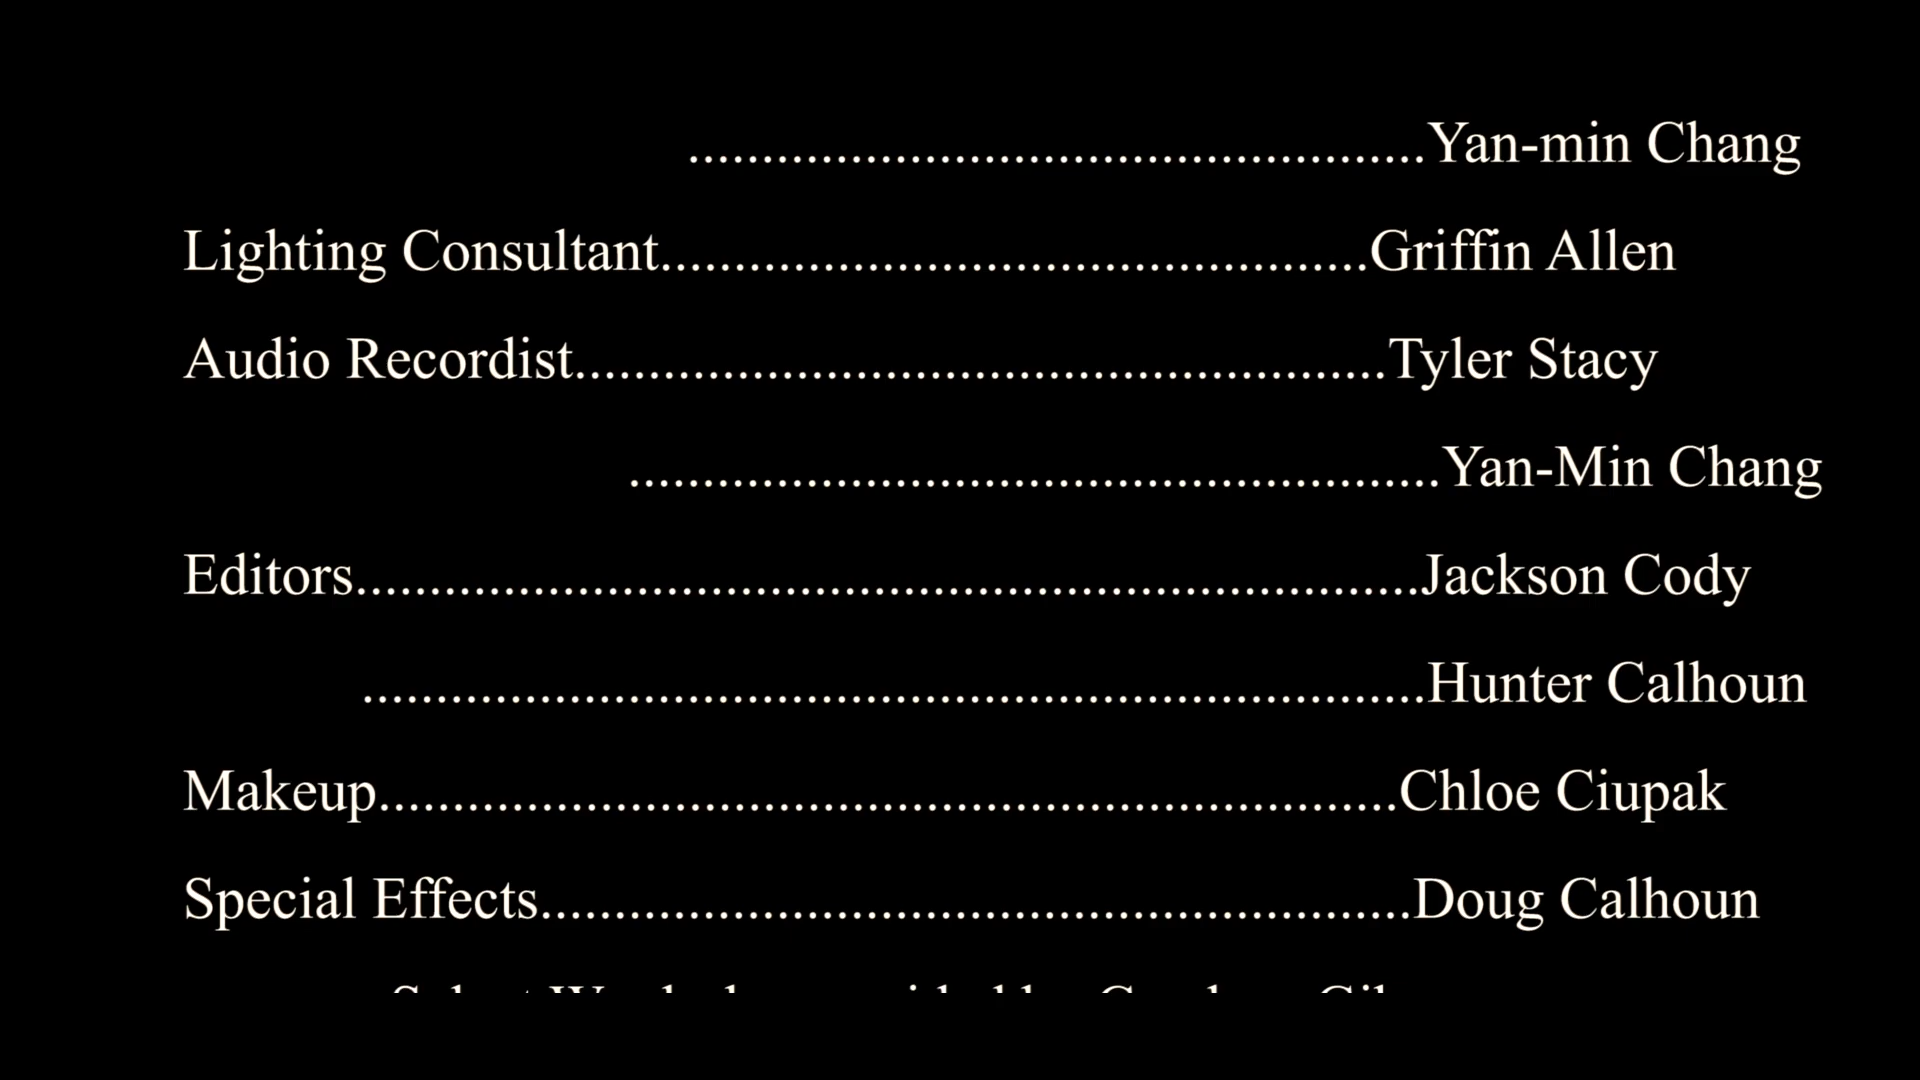 ..................................................Yan-min Chang
Lighting Consultant................................................Griffin Allen
Audio Recordist.......................................................Tyler Stacy
.......................................................Yan-Min Chang
Editors........................................................................Jackson Cody
........................................................................Hunter Calhoun
Makeup.....................................................................Chloe Ciupak
Special Effects...........................................................Doug Calhoun